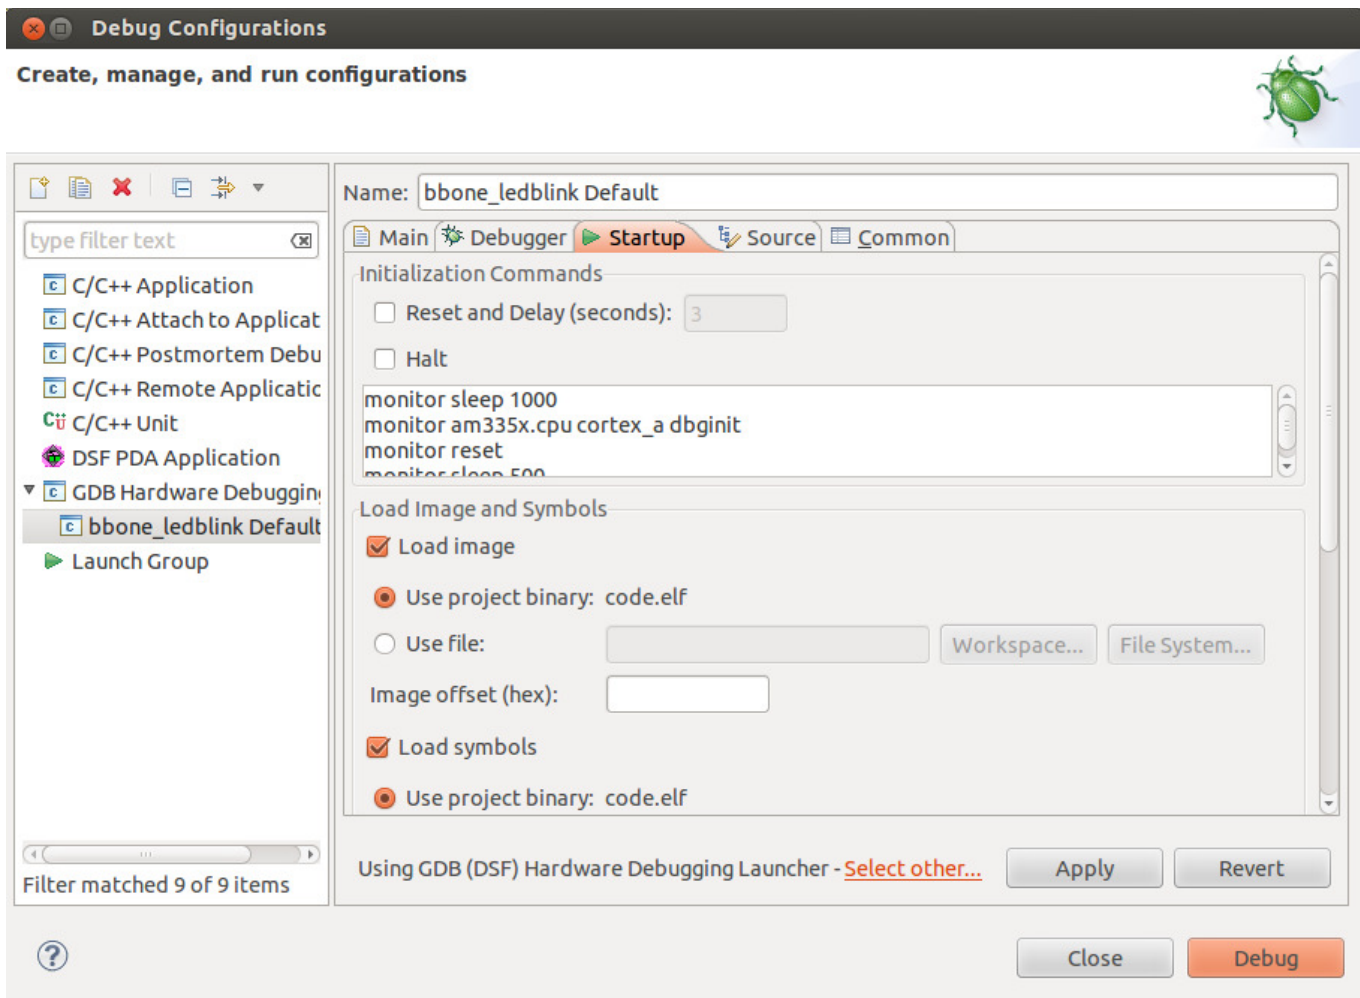 Debug Configurations
Create, manage, and run configurations
type filter text
C/C++ Application
C/C++ Attach to Applicat
C/C++ Postmortem Debu
C/C++ Remote Applicatic
C/C++ Unit
DSF PDA Application
GDB Hardware Debuggin
bbone_ledblink Default
Launch Group
Filter matched 9 of 9 items
Name: bbone_ledblink Default
Main Debugger Startup Source Common
Initialization Commands
Reset and Delay (seconds): 3
Halt
monitor sleep 1000
monitor am335x.cpu cortex_a dbginit
monitor reset
monitor sleep 500
Load Image and Symbols
Load image
Use project binary: code.elf
Use file: Workspace... File System...
Image offset (hex):
Load symbols
Use project binary: code.elf
Using GDB (DSF) Hardware Debugging Launcher - Select other... Apply Revert
? Close Debug